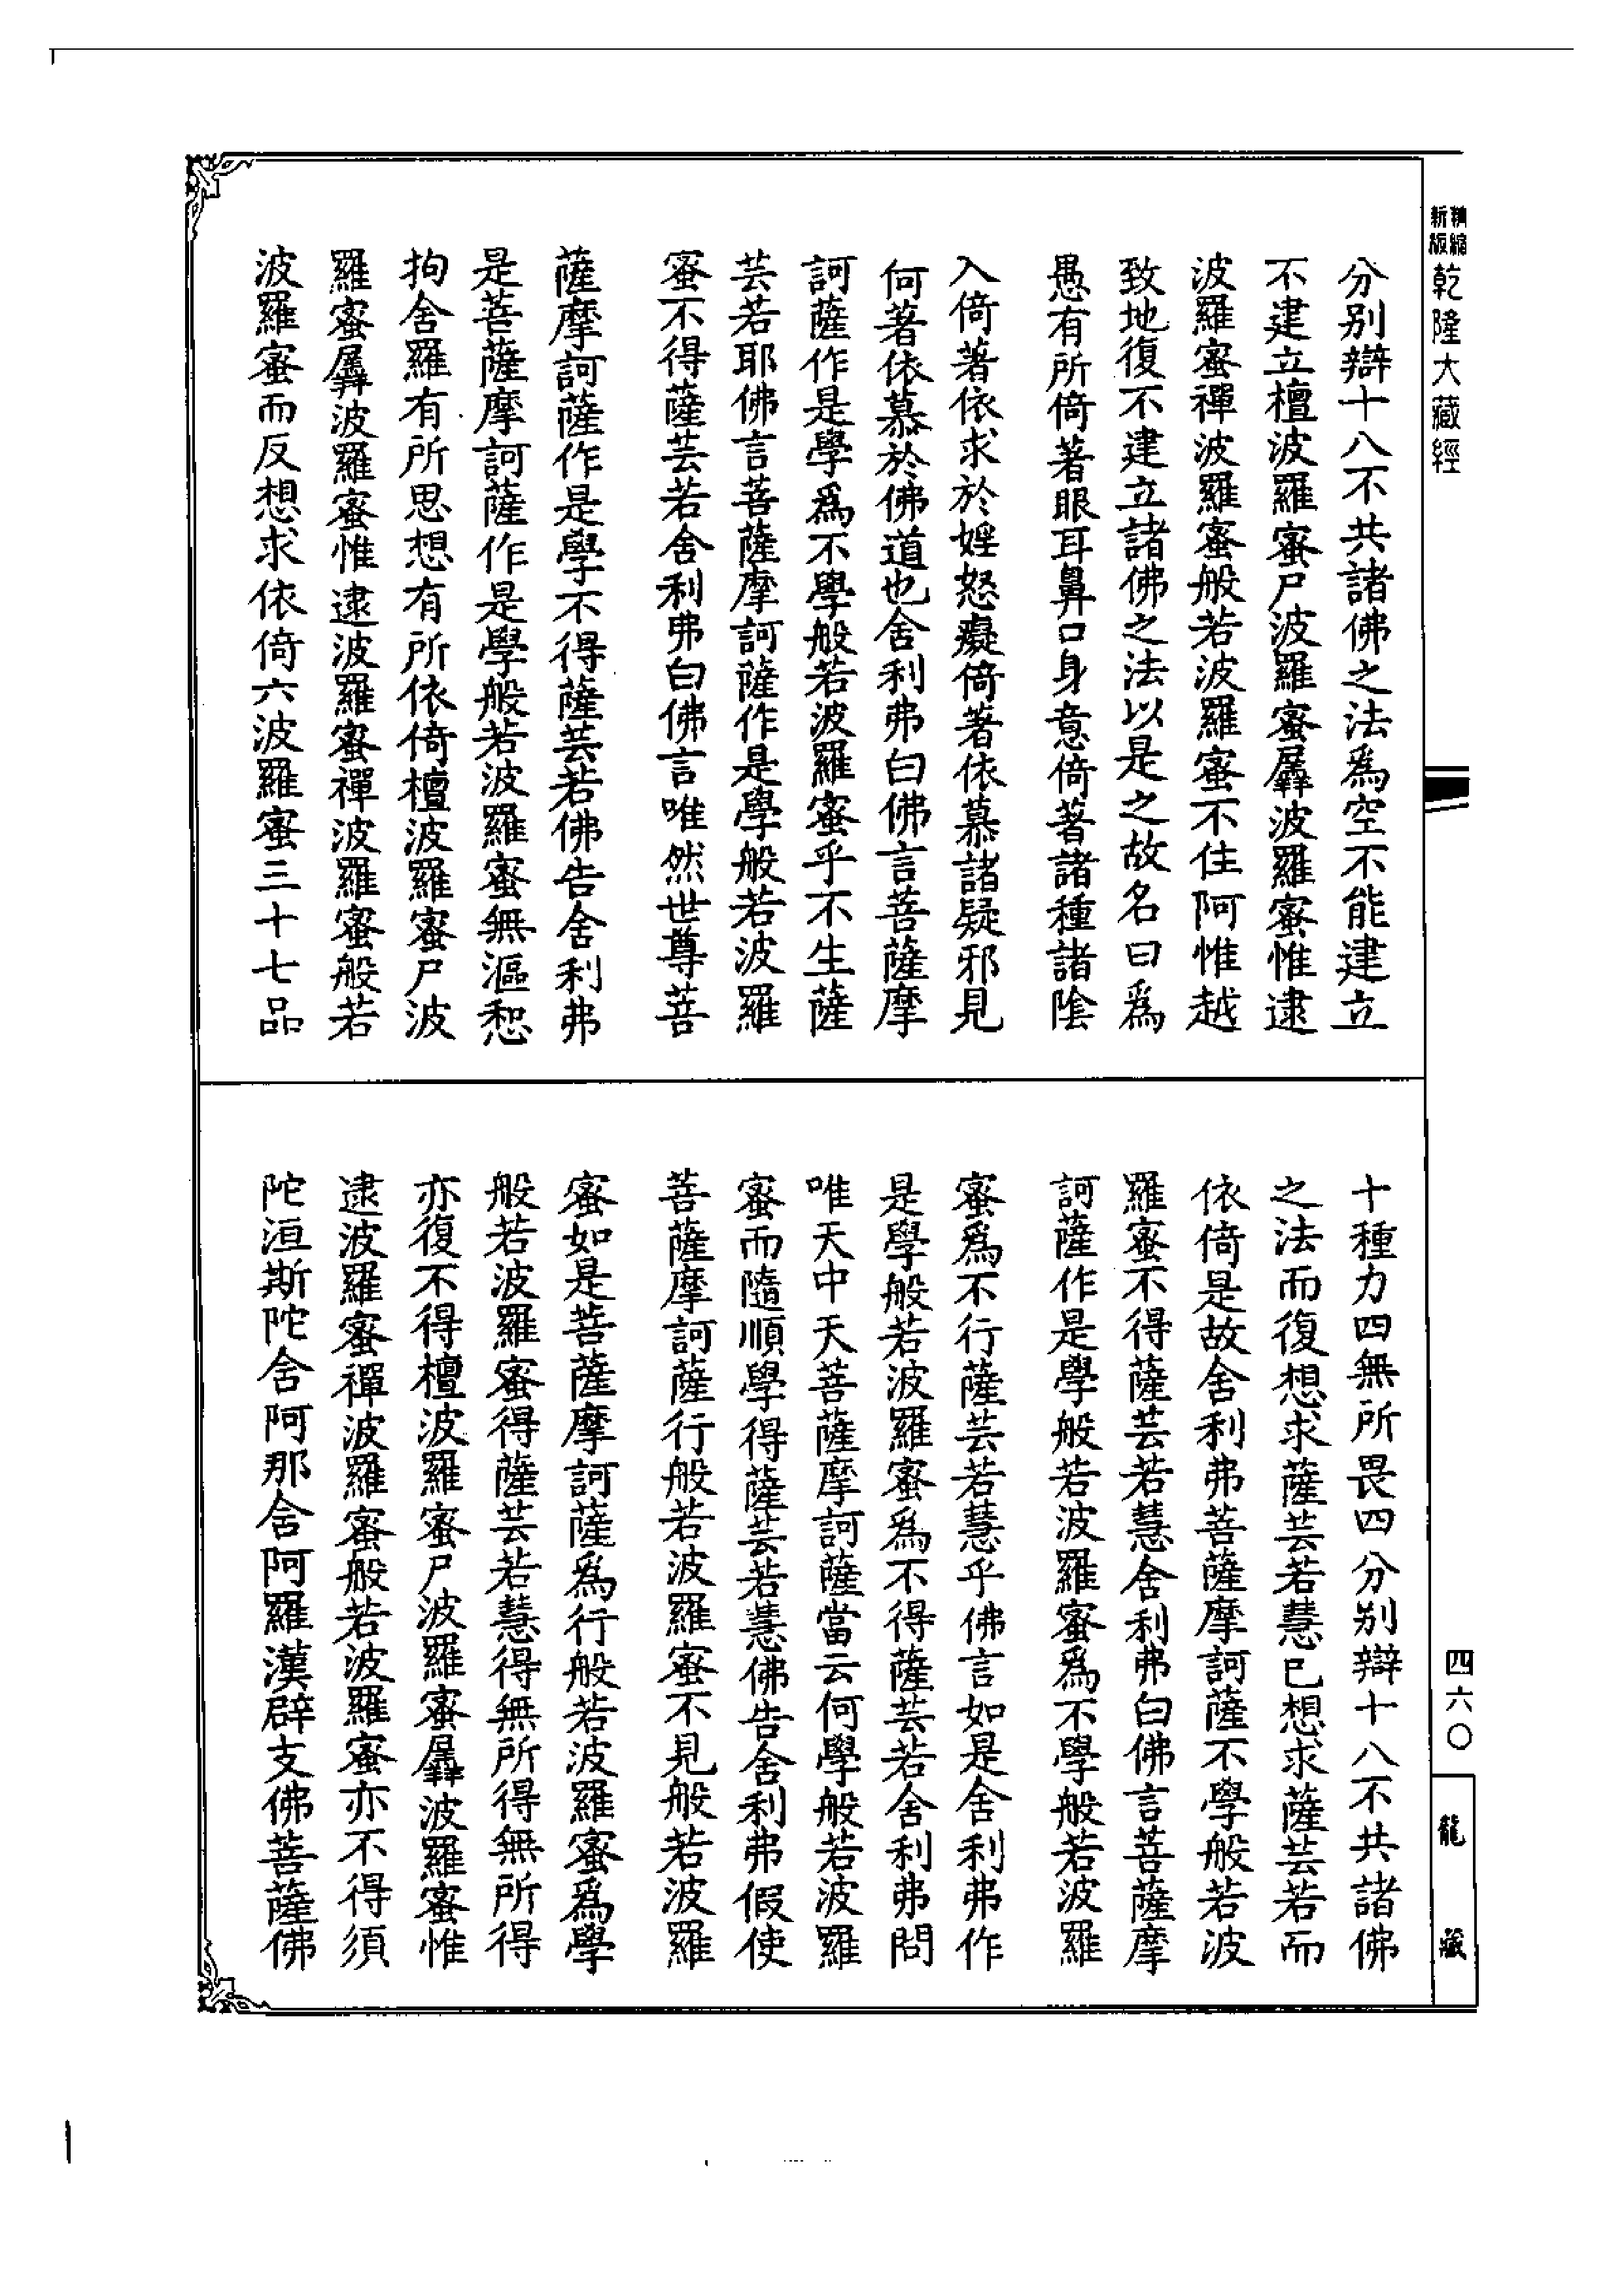 精縮新版乾隆大藏經
分別辯十八不共諸佛之法為空不能建立
不建立檀波羅蜜尸波羅蜜羼波羅蜜惟逮
波羅蜜禪波羅蜜般若波羅蜜不住阿惟越
致地復不建立諸佛之法以是之故名曰為
愚有所倚著眼耳鼻口身意倚著諸種諸陰
入倚著依求於婬怒癡倚著依慕諸疑邪見
何著依慕於佛道也舍利弗白佛言菩薩摩
訶薩作是學為不學般若波羅蜜乎不生薩
芸若耶佛言菩薩摩訶薩作是學般若波羅
蜜不得薩芸若舍利弗白佛言唯然世尊菩
薩摩訶薩作是學不得薩芸若佛告舍利弗
是菩薩摩訶薩作是學般若波羅蜜無漚惒
拘舍羅有所思想有所依倚檀波羅蜜尸波
羅蜜羼波羅蜜惟逮波羅蜜禪波羅蜜般若
波羅蜜而反想求依倚六波羅蜜三十七品
十種力四無所畏四分別辯十八不共諸佛
之法而復想求薩芸若慧已想求薩芸若而
依倚是故舍利弗菩薩摩訶薩不學般若波
羅蜜不得薩芸若慧舍利弗白佛言菩薩摩
訶薩作是學般若波羅蜜為不學般若波羅
蜜為不行薩芸若慧乎佛言如是舍利弗作
是學般若波羅蜜為不得薩芸若舍利弗問
唯天中天菩薩摩訶薩當云何學般若波羅
蜜而隨順學得薩芸若慧佛告舍利弗假使
菩薩摩訶薩行般若波羅蜜不見般若波羅
蜜如是菩薩摩訶薩為行般若波羅蜜為學
般若波羅蜜得薩芸若慧得無所得無所得
亦復不得檀波羅蜜尸波羅蜜羼波羅蜜惟
逮波羅蜜禪波羅蜜般若波羅蜜亦不得須
陀洹斯陀含阿那含阿羅漢辟支佛菩薩佛
四六〇
龍藏